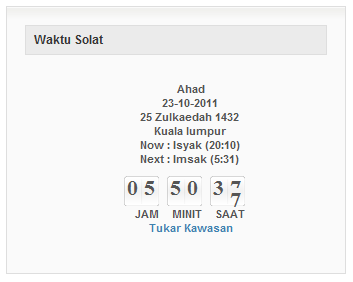 Waktu Solat
Ahad
23-10-2011
25 Zulkaedah 1432
Kuala lumpur
Now : Isyak (20:10)
Next : Imsak (5:31)
05 50 37
JAM MINIT SAAT
Tukar Kawasan